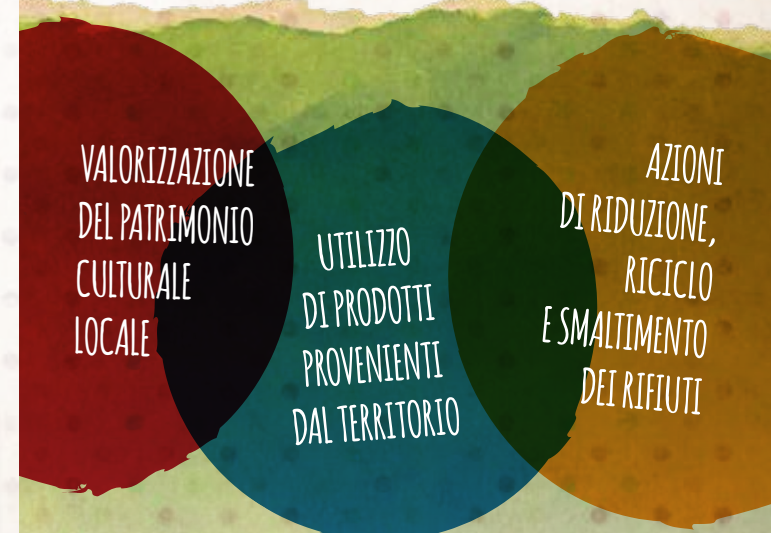 VALORIZZAZIONE
DEL PATRIMONIO
CULTURALE
LOCALE
UTILIZZO
DI PRODOTTI
PROVENIENTI
DAL TERRITORIO
AZIONI
DI RIDUZIONE,
RICICLO
E SMALTIMENTO
DEI RIFIUTI